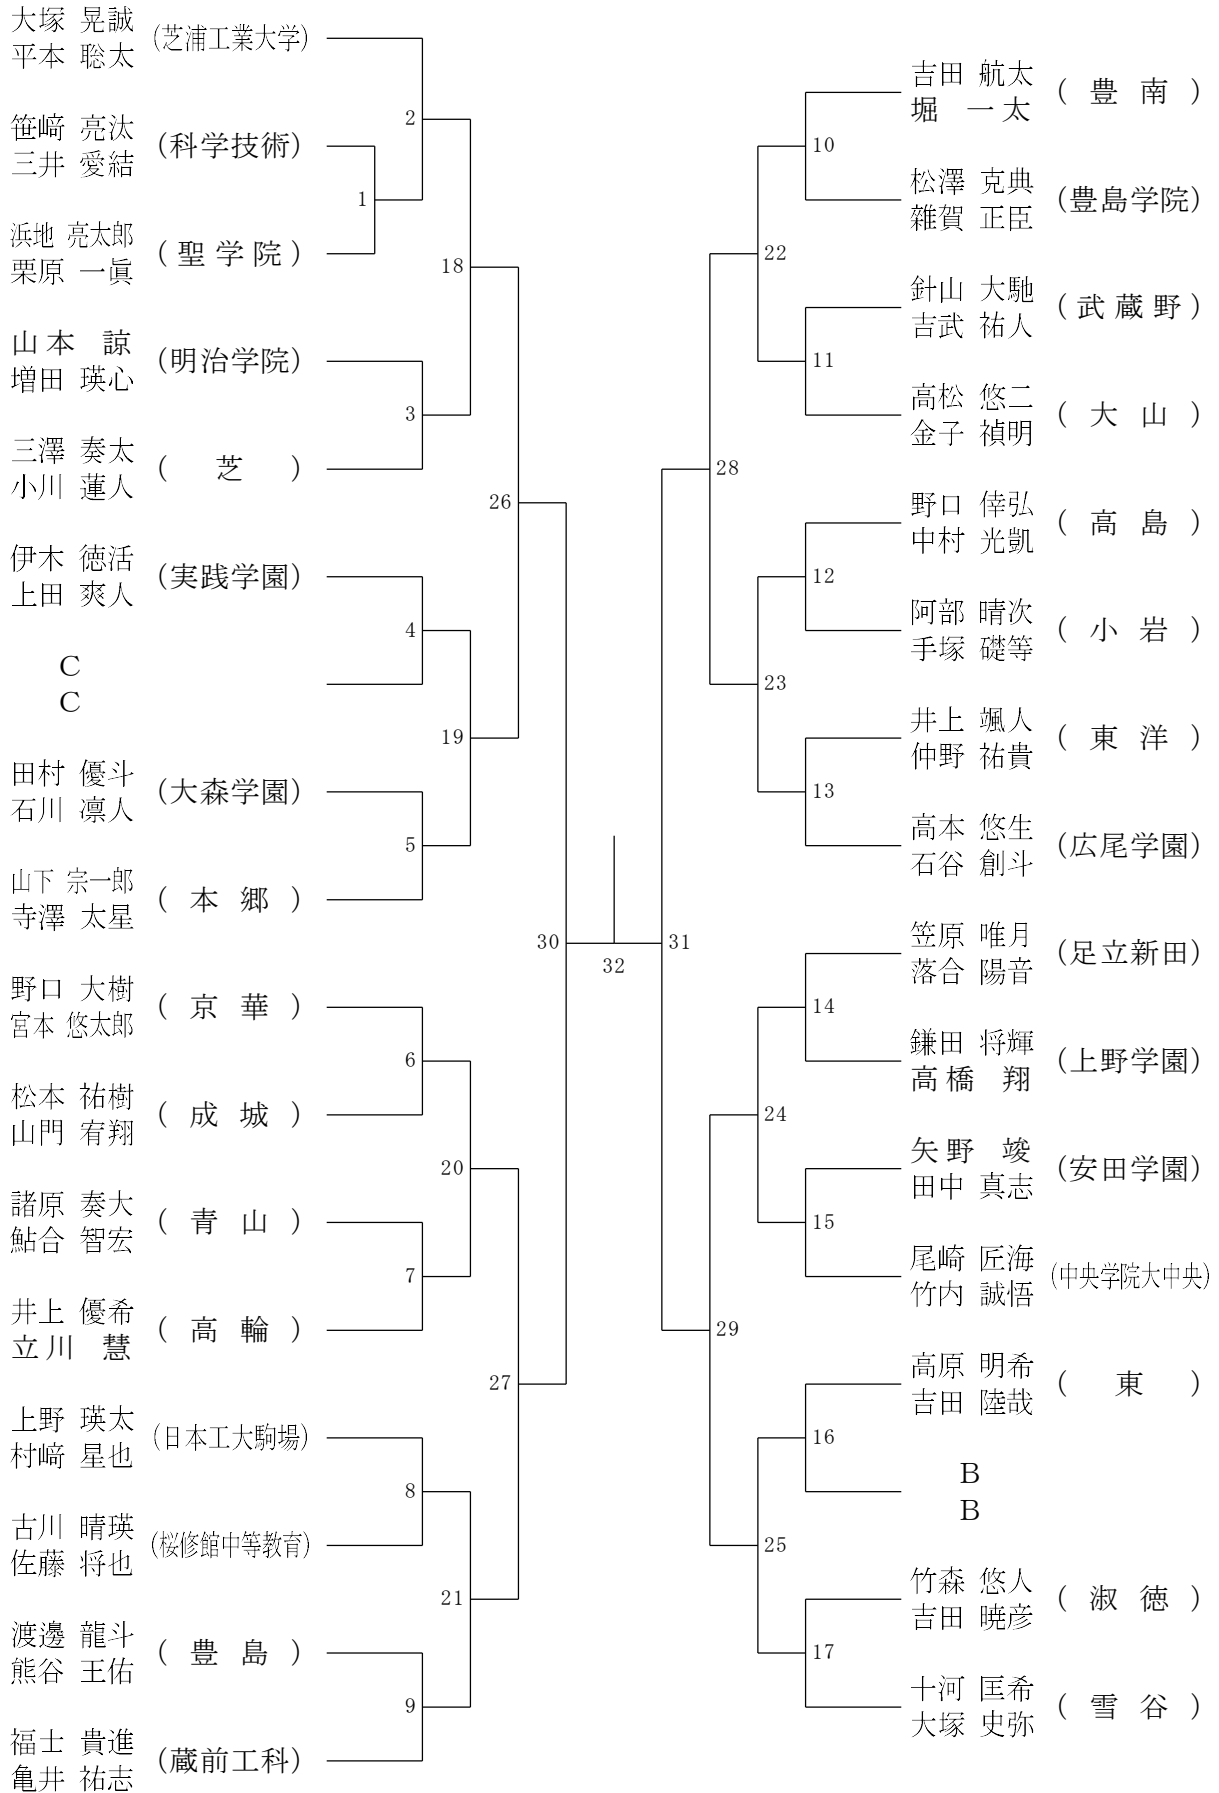 大塚 晃誠
平本 聡太
(芝浦工業大学)
笹﨑 亮汰
三井 愛結
(科学技術)
浜地 亮太郎
栗原 一眞
(聖学院)
山本 諒
増田 瑛心
(明治学院)
三澤 奏太
小川 蓮人
(芝)
伊木 徳活
上田 爽人
(実践学園)
C
C
田村 優斗
石川 凛人
(大森学園)
山下 宗一郎
寺澤 太星
(本郷)
野口 大樹
宮本 悠太郎
(京華)
松本 祐樹
山門 宥翔
(成城)
諸原 奏大
鮎合 智宏
(青山)
井上 優希
立川 慧
(高輪)
上野 瑛太
村﨑 星也
(日本工大駒場)
古川 晴瑛
佐藤 将也
(桜修館中等教育)
渡邊 龍斗
熊谷 王佑
(豊島)
福士 貴進
亀井 祐志
(蔵前工科)
1
2
3
4
5
6
7
8
9
18
19
20
21
26
27
30
32
31
28
29
22
23
24
25
10
11
12
13
14
15
16
17
吉田 航太
堀 一太
(豊南)
松澤 克典
雑賀 正臣
(豊島学院)
針山 大馳
吉武 祐人
(武蔵野)
高松 悠二
金子 禎明
(大山)
野口 倖弘
中村 光凱
(高島)
阿部 晴次
手塚 礎等
(小岩)
井上 颯人
仲野 祐貴
(東洋)
高本 悠生
石谷 創斗
(広尾学園)
笠原 唯月
落合 陽音
(足立新田)
鎌田 将輝
高橋 翔
(上野学園)
矢野 竣
田中 真志
(安田学園)
尾崎 匠海
竹内 誠悟
(中央学院大中央)
高原 明希
吉田 陸哉
(東)
B
B
竹森 悠人
吉田 暁彦
(淑徳)
十河 匡希
大塚 史弥
(雪谷)